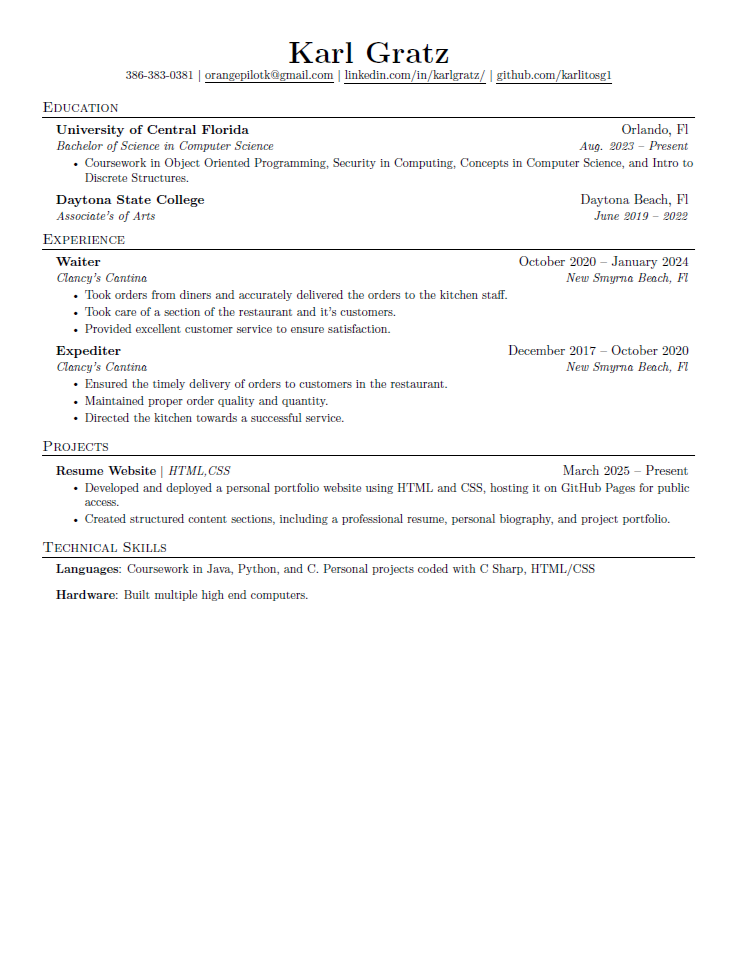 Karl Gratz
386-383-0381 | orangepilotk@gmail.com | linkedin.com/in/karlgratz/ | github.com/karlitosg1
Education
University of Central Florida Orlando, Fl
Bachelor of Science in Computer Science Aug. 2023 – Present
• Coursework in Object Oriented Programming, Security in Computing, Concepts in Computer Science, and Intro to
Discrete Structures.
Daytona State College Daytona Beach, Fl
Associate's of Arts June 2019 – 2022
Experience
Waiter October 2020 – January 2024
Clancy's Cantina New Smyrna Beach, Fl
• Took orders from diners and accurately delivered the orders to the kitchen staff.
• Took care of a section of the restaurant and it's customers.
• Provided excellent customer service to ensure satisfaction.
Expediter December 2017 – October 2020
Clancy's Cantina New Smyrna Beach, Fl
• Ensured the timely delivery of orders to customers in the restaurant.
• Maintained proper order quality and quantity.
• Directed the kitchen towards a successful service.
Projects
Resume Website | HTML,CSS March 2025 – Present
• Developed and deployed a personal portfolio website using HTML and CSS, hosting it on GitHub Pages for public
access.
• Created structured content sections, including a professional resume, personal biography, and project portfolio.
Technical Skills
Languages: Coursework in Java, Python, and C. Personal projects coded with C Sharp, HTML/CSS
Hardware: Built multiple high end computers.